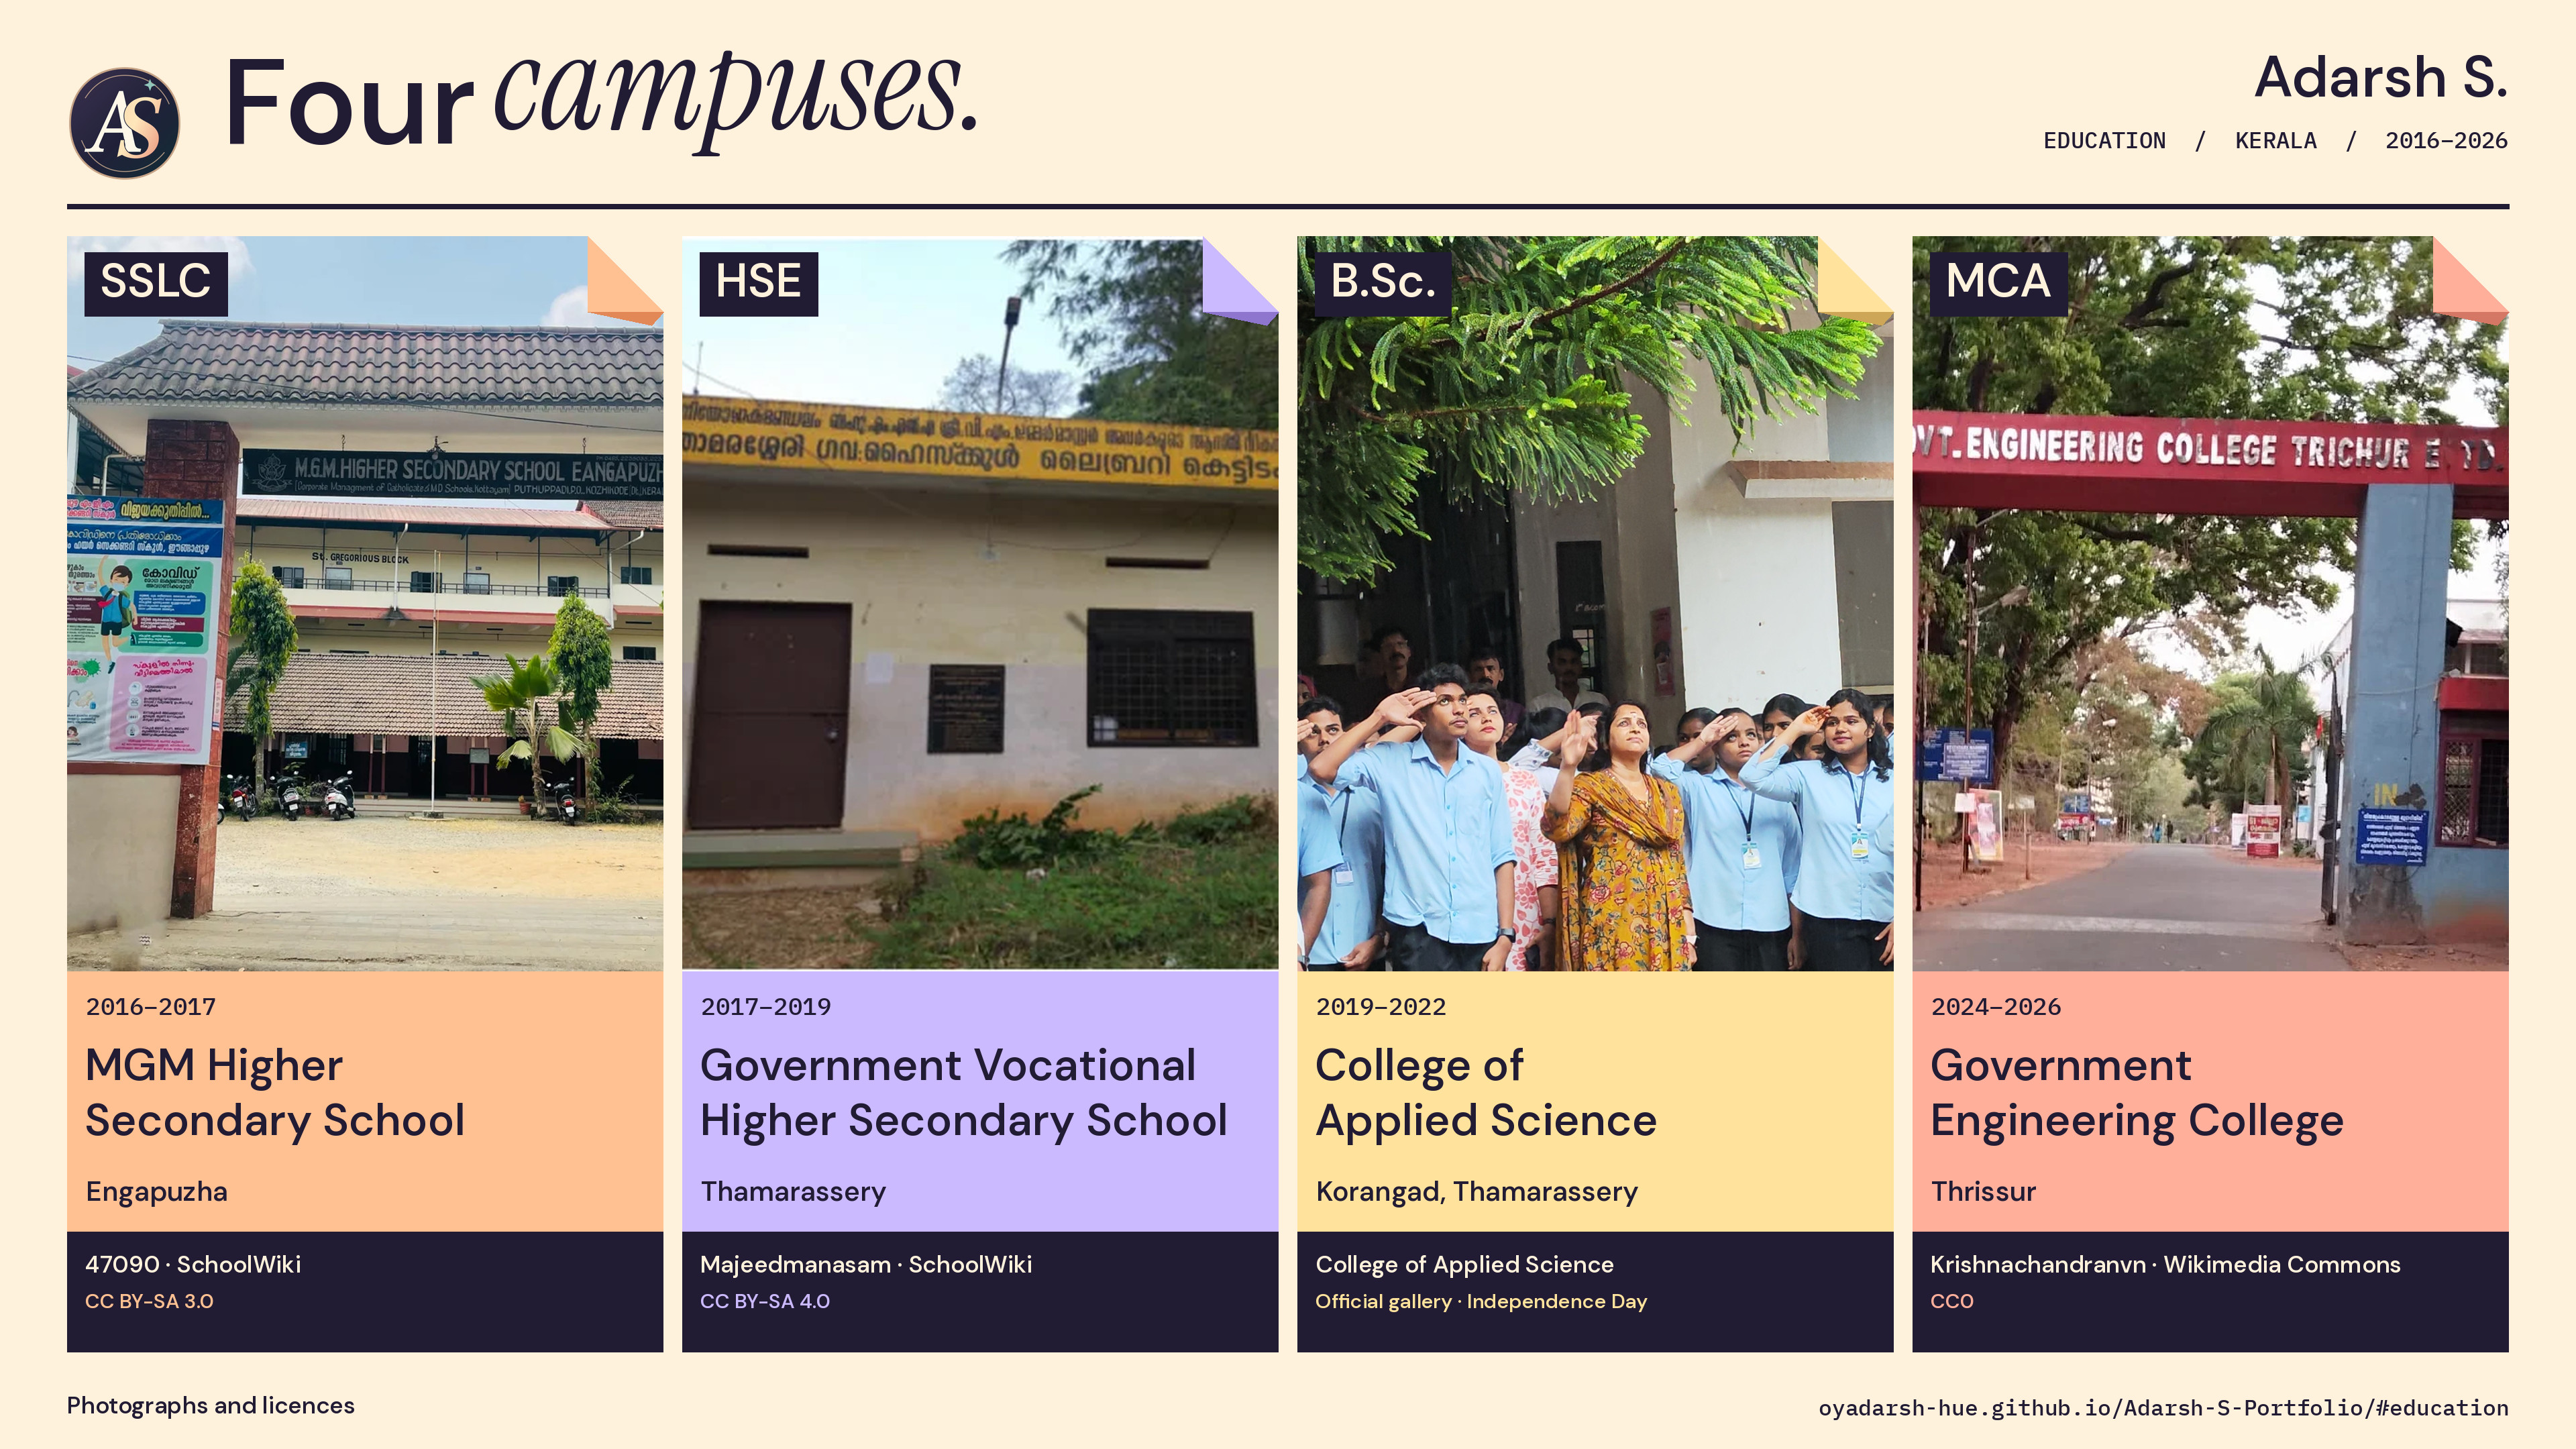 AS
Four campuses.
Adarsh S.
EDUCATION / KERALA / 2016–2026
SSLC
M.G.M.HIGHER SECONDARY SCHOOL EANGAPUZH
വിജയക്കുതിപ്പിൽ...
St. GREGORIOUS BLOCK
കോവിഡ്
2016–2017
MGM Higher
Secondary School
Engapuzha
47090 · SchoolWiki
CC BY-SA 3.0
HSE
താമരശ്ശേരി ഗവ:ഹൈസ്ക്കൂൾ ലൈബ്രറി കെട്ടിടം
2017–2019
Government Vocational
Higher Secondary School
Thamarassery
Majeedmanasam · SchoolWiki
CC BY-SA 4.0
B.Sc.
2019–2022
College of
Applied Science
Korangad, Thamarassery
College of Applied Science
Official gallery · Independence Day
MCA
OVT. ENGINEERING COLLEGE TRICHUR
IN
2024–2026
Government
Engineering College
Thrissur
Krishnachandranvn · Wikimedia Commons
CC0
Photographs and licences
oyadarsh-hue.github.io/Adarsh-S-Portfolio/#education